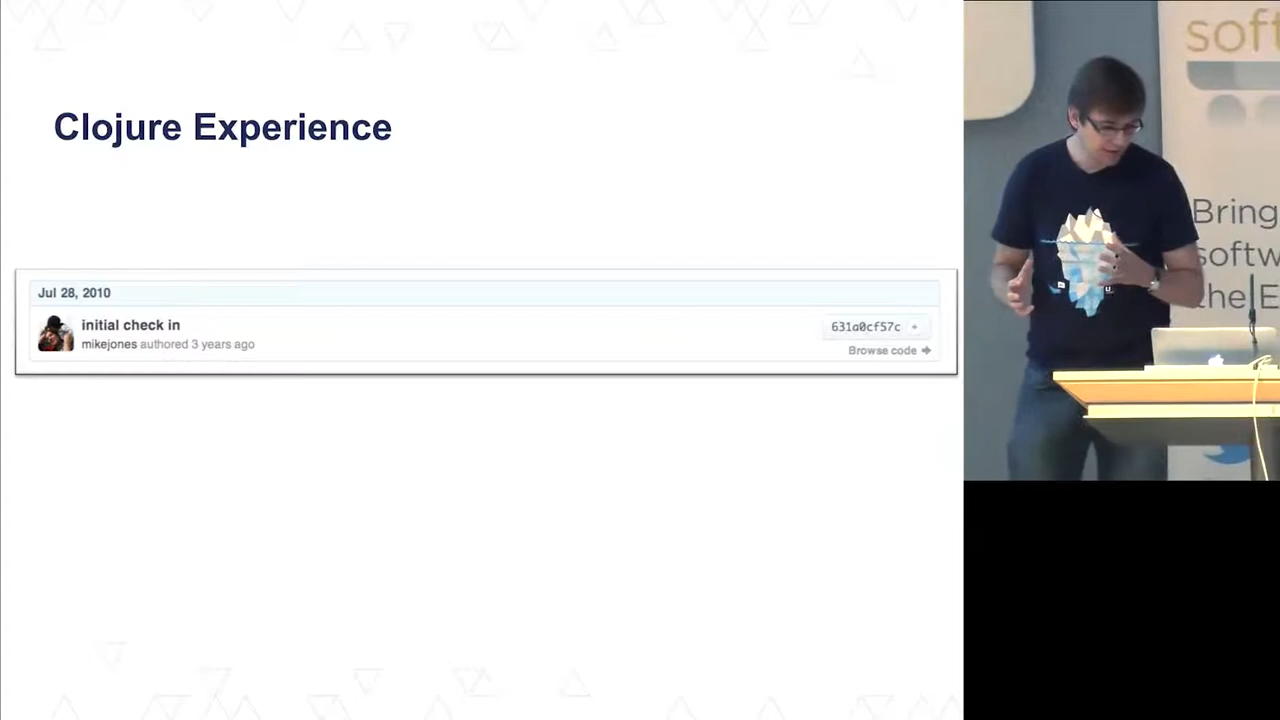 Clojure Experience
Jul 28, 2010
initial check in
631a0cf57c
mikejones authored 3 years ago
Browse code
soft
Bring
softw
the E